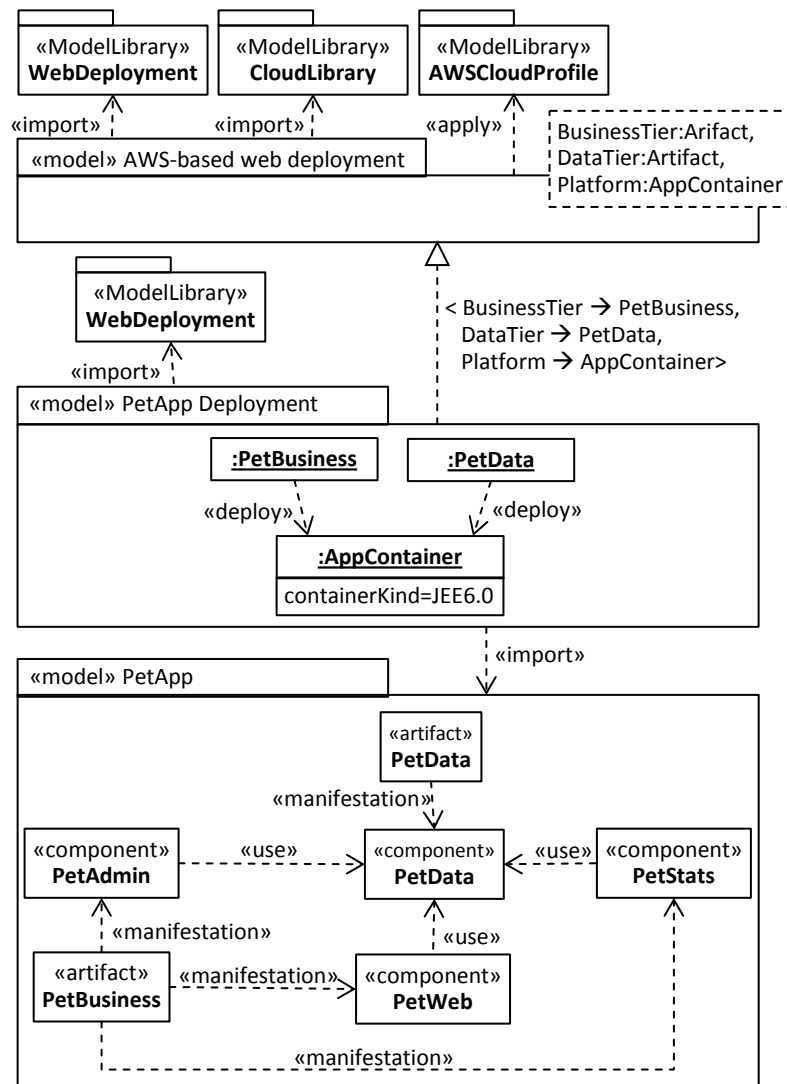 «ModelLibrary»
WebDeployment
«ModelLibrary»
CloudLibrary
«ModelLibrary»
AWSCloudProfile
«import»
«import»
«apply»
BusinessTier:Arifact,
DataTier:Artifact,
Platform:AppContainer
«model» AWS-based web deployment
«ModelLibrary»
WebDeployment
< BusinessTier → PetBusiness,
DataTier → PetData,
Platform → AppContainer>
«import»
«model» PetApp Deployment
:PetBusiness
:PetData
«deploy»
«deploy»
:AppContainer
containerKind=JEE6.0
«import»
«model» PetApp
«artifact»
PetData
«manifestation»
«component»
PetAdmin
«use»
«component»
PetData
«use»
«component»
PetStats
«manifestation»
«use»
«artifact»
PetBusiness
«manifestation»
«component»
PetWeb
«manifestation»